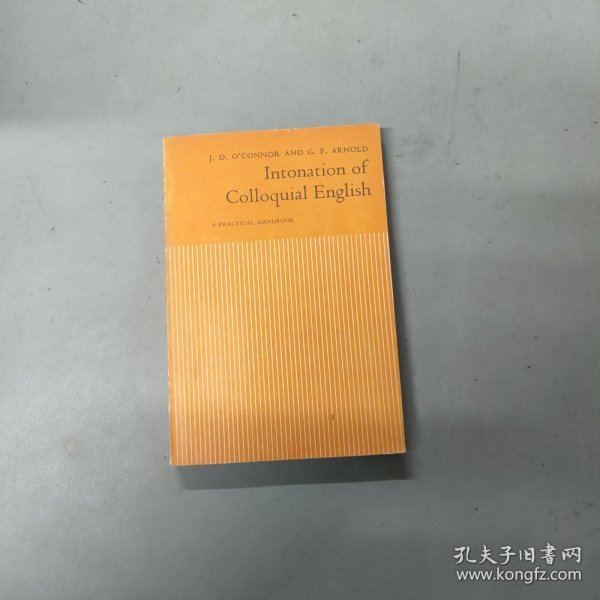 J. D. O'CONNOR AND G. F. ARNOLD
Intonation of
Colloquial English
A PRACTICAL HANDBOOK
孔夫子旧书网
www.kongfz.com